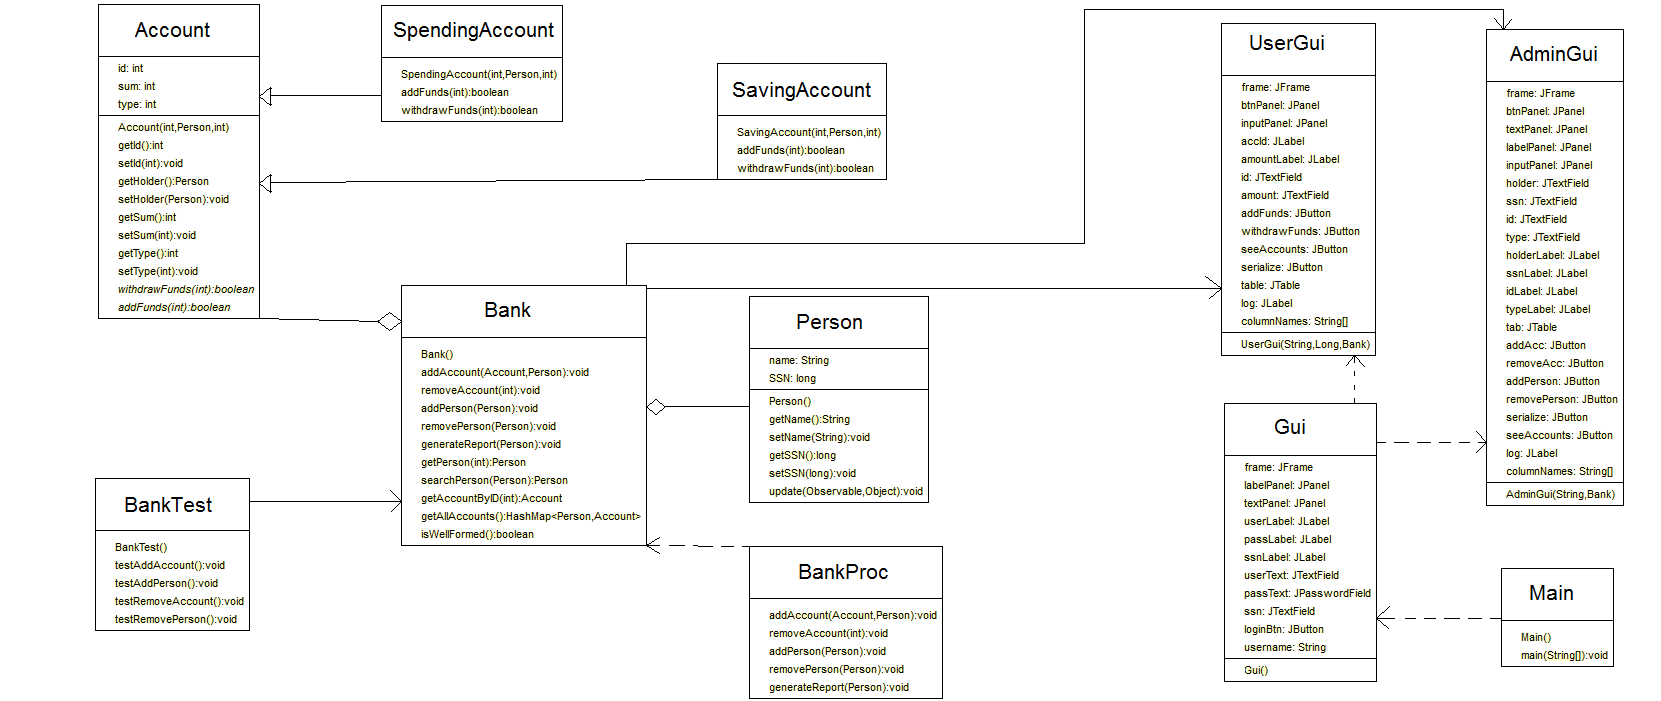 Account
id: int
sum: int
type: int
Account(int,Person,int)
getId():int
setId(int):void
getHolder():Person
setHolder(Person):void
getSum():int
setSum(int):void
getType():int
setType(int):void
withdrawFunds(int):boolean
addFunds(int):boolean
SpendingAccount
SpendingAccount(int,Person,int)
addFunds(int):boolean
withdrawFunds(int):boolean
SavingAccount
SavingAccount(int,Person,int)
addFunds(int):boolean
withdrawFunds(int):boolean
UserGui
frame: JFrame
btnPanel: JPanel
inputPanel: JPanel
accId: JLabel
amountLabel: JLabel
id: JTextField
amount: JTextField
addFunds: JButton
withdrawFunds: JButton
seeAccounts: JButton
serialize: JButton
table: JTable
log: JLabel
columnNames: String[]
UserGui(String,Long,Bank)
AdminGui
frame: JFrame
btnPanel: JPanel
textPanel: JPanel
labelPanel: JPanel
inputPanel: JPanel
holder: JTextField
ssn: JTextField
id: JTextField
type: JTextField
holderLabel: JLabel
ssnLabel: JLabel
idLabel: JLabel
typeLabel: JLabel
tab: JTable
addAcc: JButton
removeAcc: JButton
addPerson: JButton
removePerson: JButton
serialize: JButton
seeAccounts: JButton
log: JLabel
columnNames: String[]
AdminGui(String,Bank)
Bank
Bank()
addAccount(Account,Person):void
removeAccount(int):void
addPerson(Person):void
removePerson(Person):void
generateReport(Person):void
getPerson(int):Person
searchPerson(Person):Person
getAccountByID(int):Account
getAllAccounts():HashMap<Person,Account>
isWellFormed():boolean
Person
name: String
SSN: long
Person()
getName():String
setName(String):void
getSSN():long
setSSN(long):void
update(Observable,Object):void
BankTest
BankTest()
testAddAccount():void
testAddPerson():void
testRemoveAccount():void
testRemovePerson():void
BankProc
addAccount(Account,Person):void
removeAccount(int):void
addPerson(Person):void
removePerson(Person):void
generateReport(Person):void
Gui
frame: JFrame
labelPanel: JPanel
textPanel: JPanel
userLabel: JLabel
passLabel: JLabel
ssnLabel: JLabel
userText: JTextField
passText: JPasswordField
ssn: JTextField
loginBtn: JButton
username: String
Gui()
Main
Main()
main(String[]):void